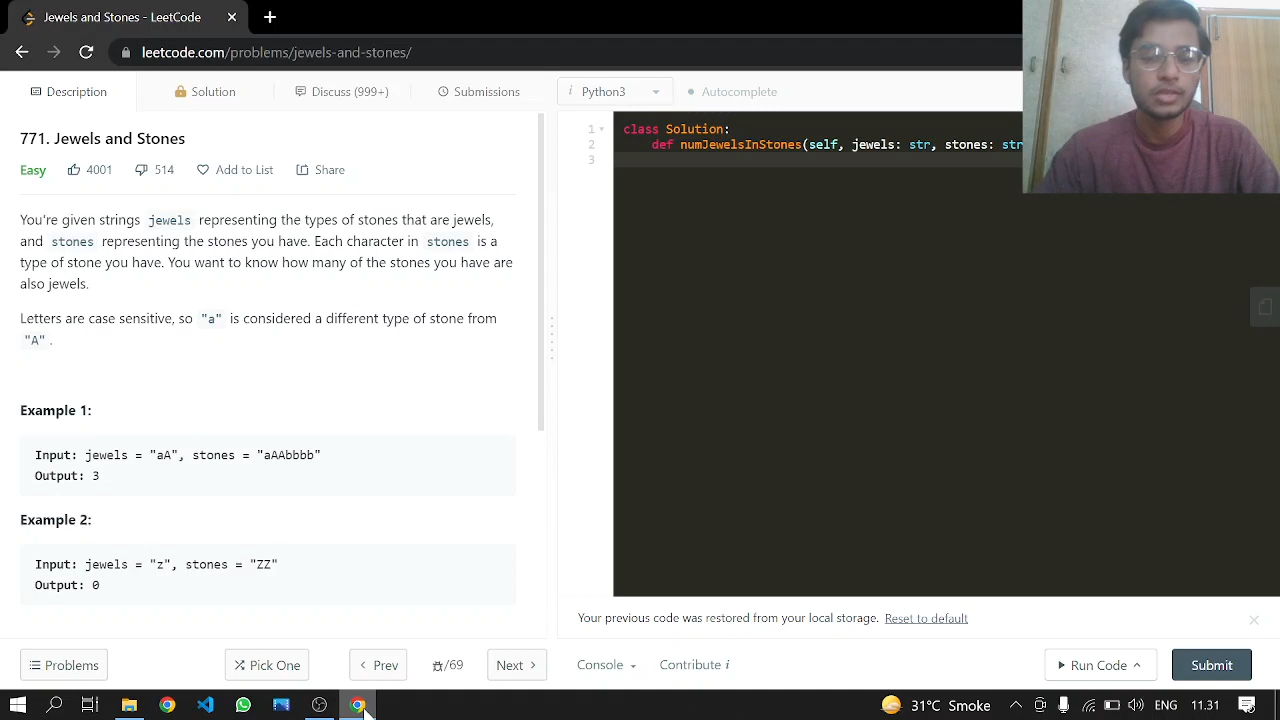 Jewels and Stones - LeetCode
leetcode.com/problems/jewels-and-stones/
Description
Solution
Discuss (999+)
Submissions
i Python3
Autocomplete
771. Jewels and Stones
Easy
4001
514
Add to List
Share
You're given strings jewels representing the types of stones that are jewels,
and stones representing the stones you have. Each character in stones is a
type of stone you have. You want to know how many of the stones you have are
also jewels.
Letters are case sensitive, so "a" is considered a different type of stone from
"A".
Example 1:
Input: jewels = "aA", stones = "aAAbbbb"
Output: 3
Example 2:
Input: jewels = "z", stones = "ZZ"
Output: 0
1 class Solution:
2 def numJewelsInStones(self, jewels: str, stones: str
3
Your previous code was restored from your local storage. Reset to default
Problems
Pick One
Prev
/69
Next
Console
Contribute i
Run Code
Submit
31°C Smoke
ENG
11.31